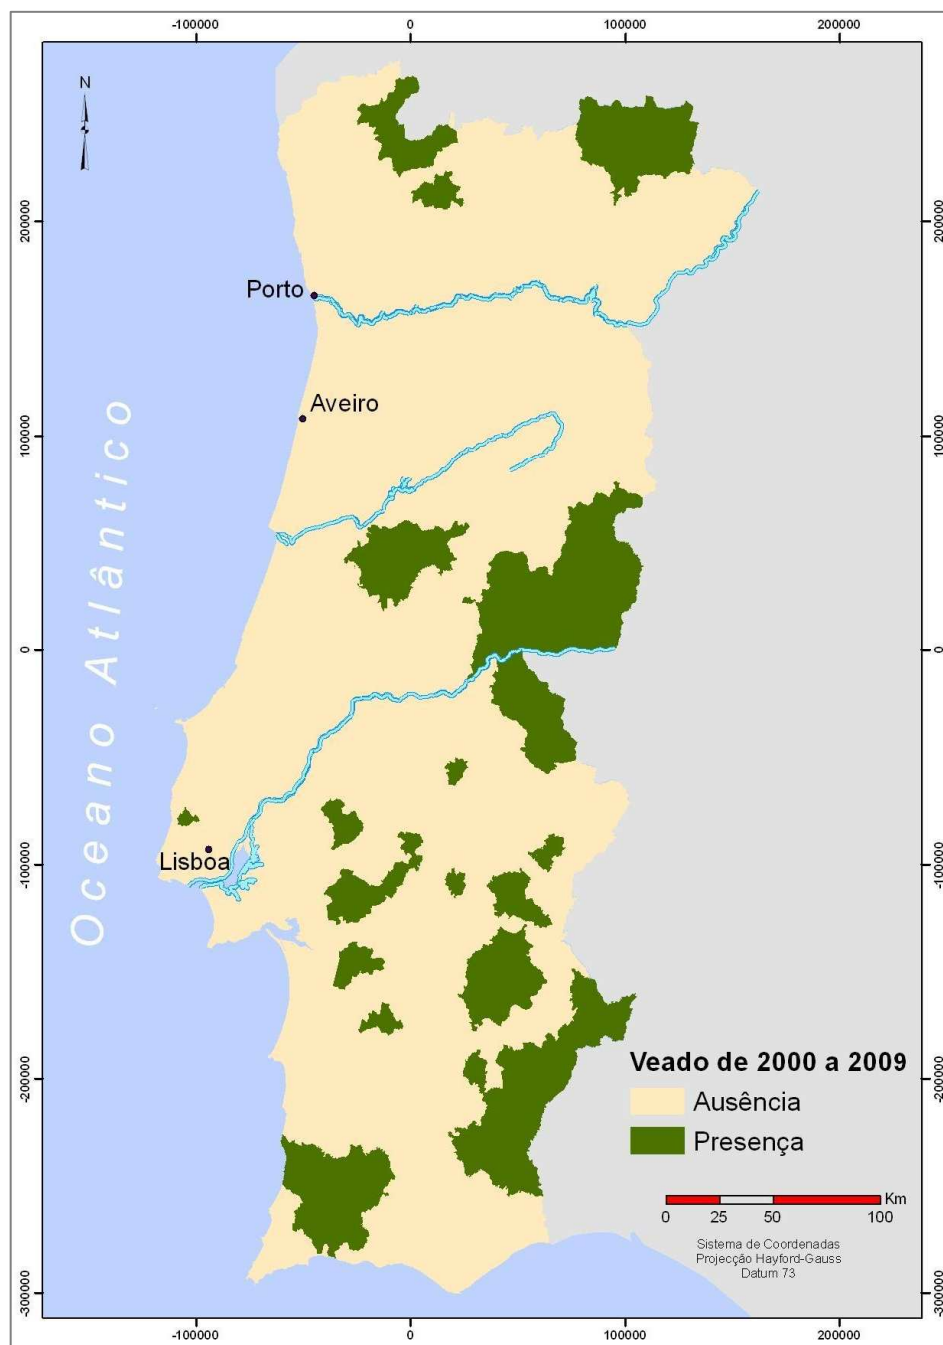 -100000
0
100000
200000
N
200000
200000
Porto
Aveiro
100000
100000
Oceano Atlântico
0
0
Lisboa
-100000
-100000
Veado de 2000 a 2009
-200000
-200000
Ausência
Presença
Km
0 25 50 100
Sistema de Coordenadas
Projecção Hayford-Gauss
Datum 73
-300000
-300000
-100000
0
100000
200000